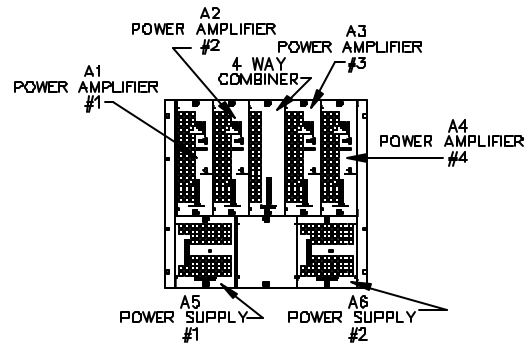 A2
POWER AMPLIFIER
#2
A3
POWER AMPLIFIER
#3
4 WAY
COMBINER
A1
POWER AMPLIFIER
#1
A4
POWER AMPLIFIER
#4
A5
POWER SUPPLY
#1
A6
POWER SUPPLY
#2